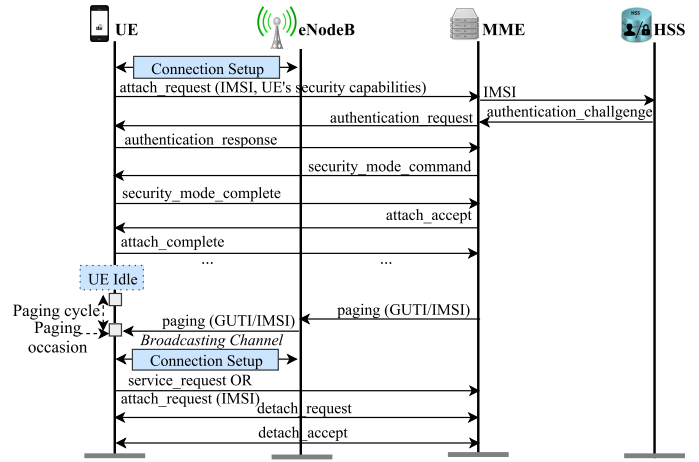 UE
eNodeB
MME
HSS
HSS
Connection Setup
attach_request (IMSI, UE's security capabilities)
IMSI
authentication_challgenge
authentication_request
authentication_response
security_mode_command
security_mode_complete
attach_accept
attach_complete
...
...
UE Idle
Paging cycle
paging (GUTI/IMSI)
paging (GUTI/IMSI)
Paging
occasion
Broadcasting Channel
Connection Setup
service_request OR
attach_request (IMSI)
detach_request
detach_accept